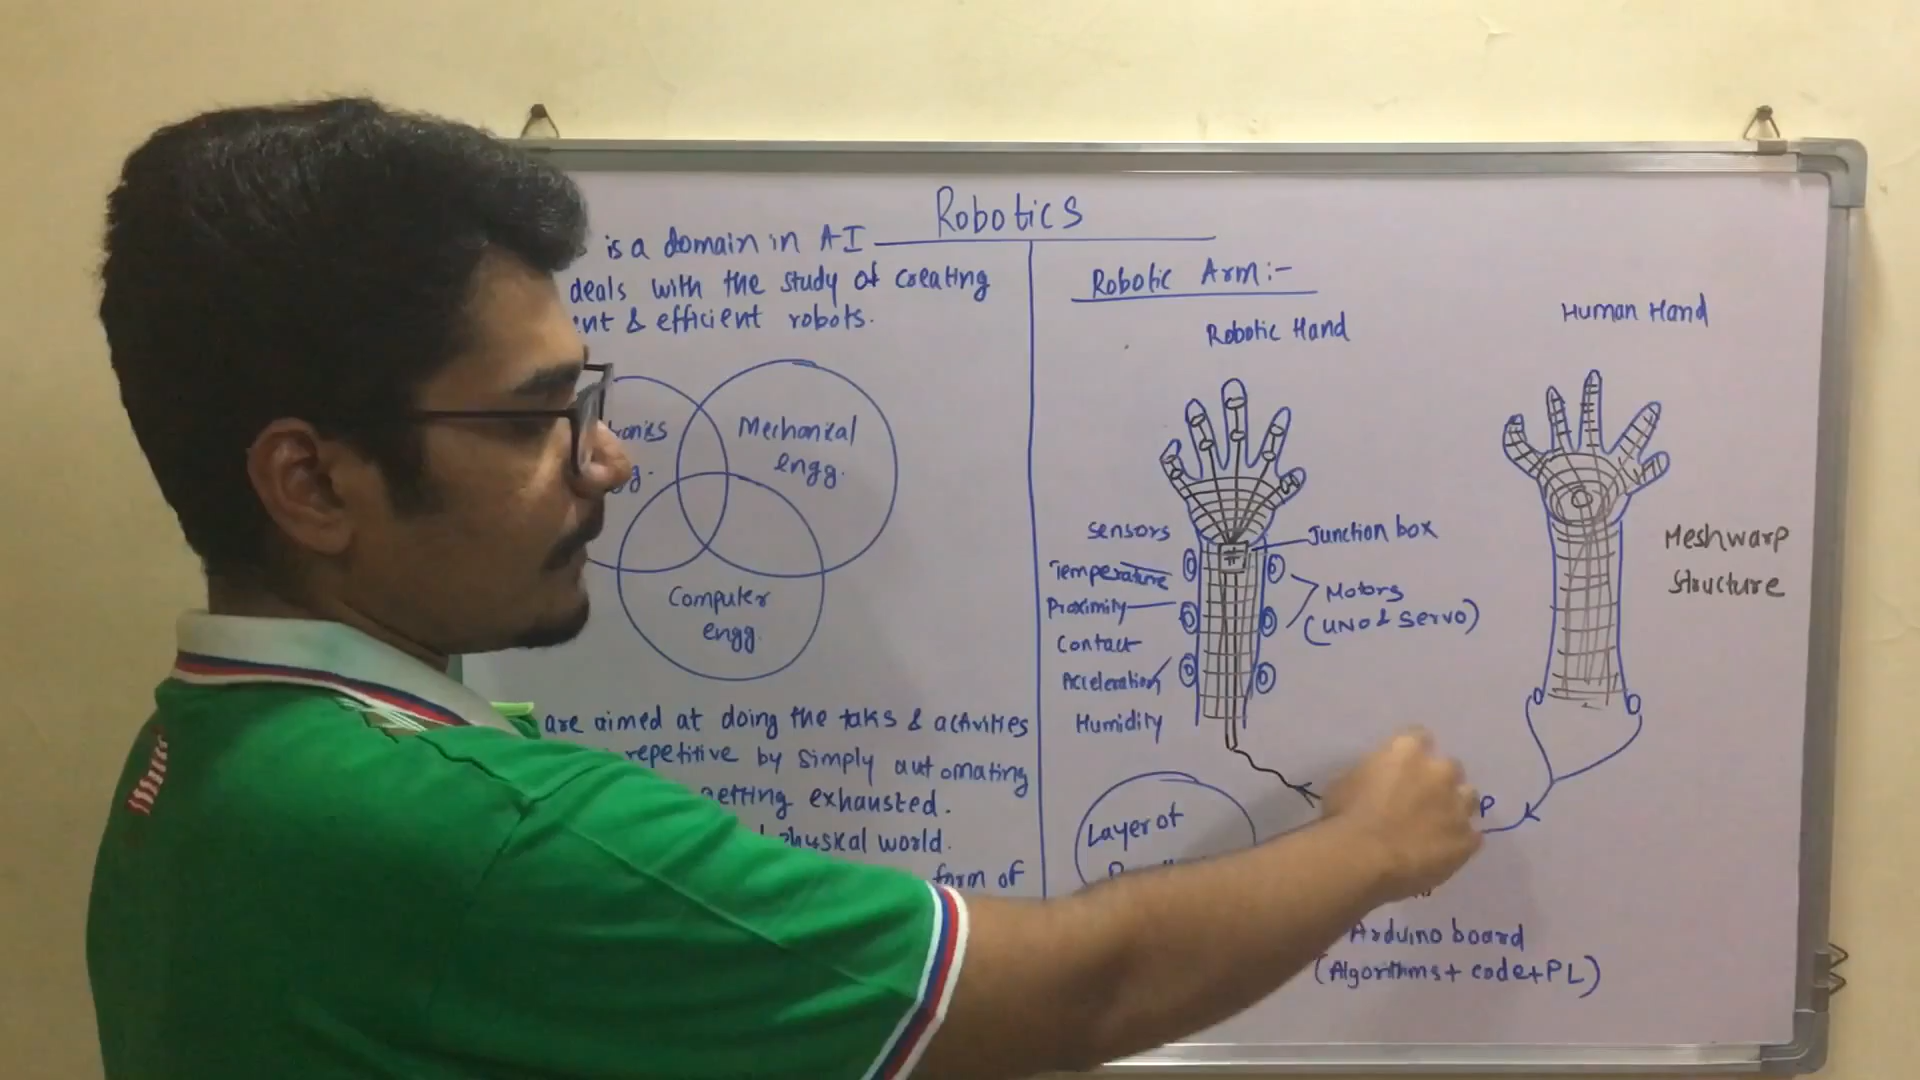 Robotics
is a domain in AI
deals with the study of creating
& efficient robots.
Mechanical
engg.
Computer
engg.
are aimed at doing the taks & activities
repetitive by simply automating
getting exhausted.
physical world.
form of
Robotic Arm:-
Robotic Hand
Human Hand
Sensors
Temperature
Proximity
Contact
Acceleration
Humidity
Junction box
Motors
(UNO & Servo)
Meshwarp
Structure
Layer of
P
Arduino board
(Algorithms + code + PL)